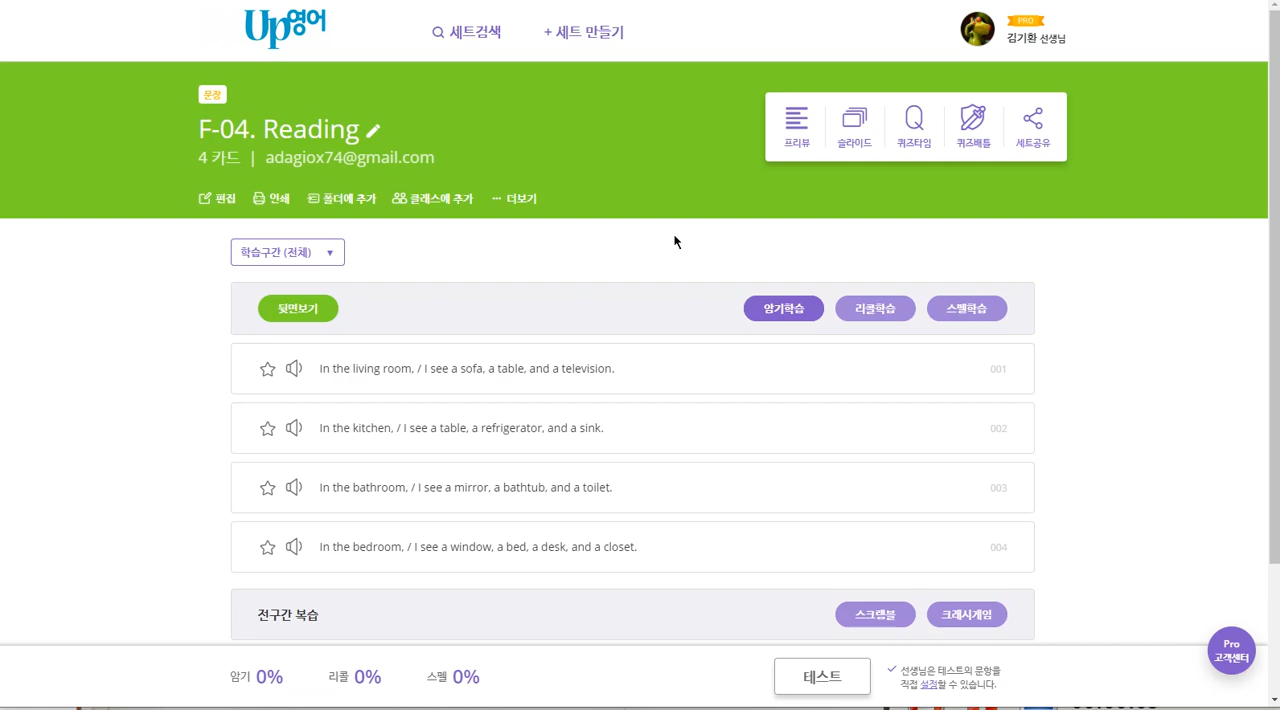 Up영어
세트검색
+ 세트 만들기
PRO
김기환 선생님
문장
F-04. Reading
4 카드 | adagiox74@gmail.com
편집 인쇄 폴더에 추가 클래스에 추가 ··· 더보기
프리뷰 슬라이드 퀴즈타임 퀴즈배틀 세트공유
학습구간 (전체) ▼
뒷면보기 암기학습 리콜학습 스펠학습
In the living room, / I see a sofa, a table, and a television. 001
In the kitchen, / I see a table, a refrigerator, and a sink. 002
In the bathroom, / I see a mirror, a bathtub, and a toilet. 003
In the bedroom, / I see a window, a bed, a desk, and a closet. 004
전구간 복습 스크램블 크래시게임
Pro
고객센터
암기 0% 리콜 0% 스펠 0% 테스트
선생님은 테스트의 문항을
직접 설정할 수 있습니다.